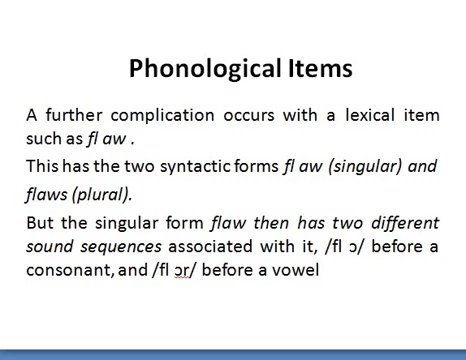 Phonological Items
A further complication occurs with a lexical item
such as fl aw .
This has the two syntactic forms fl aw (singular) and
flaws (plural).
But the singular form flaw then has two different
sound sequences associated with it, /fl ɔ/ before a
consonant, and /fl ɔr/ before a vowel